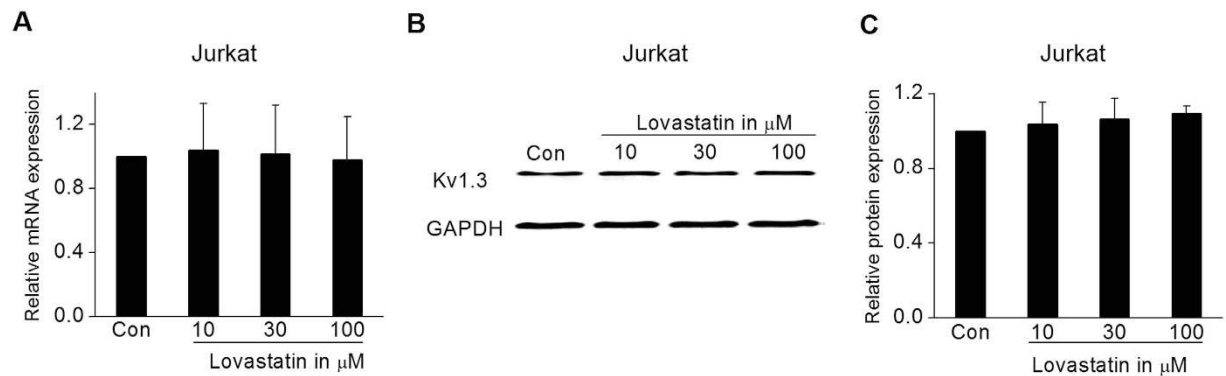 A
Jurkat
Relative mRNA expression
1.2
0.8
0.4
0.0
Con 10 30 100
Lovastatin in μM
B
Jurkat
Lovastatin in μM
Con 10 30 100
Kv1.3
GAPDH
C
Jurkat
Relative protein expression
1.2
0.8
0.4
0.0
Con 10 30 100
Lovastatin in μM